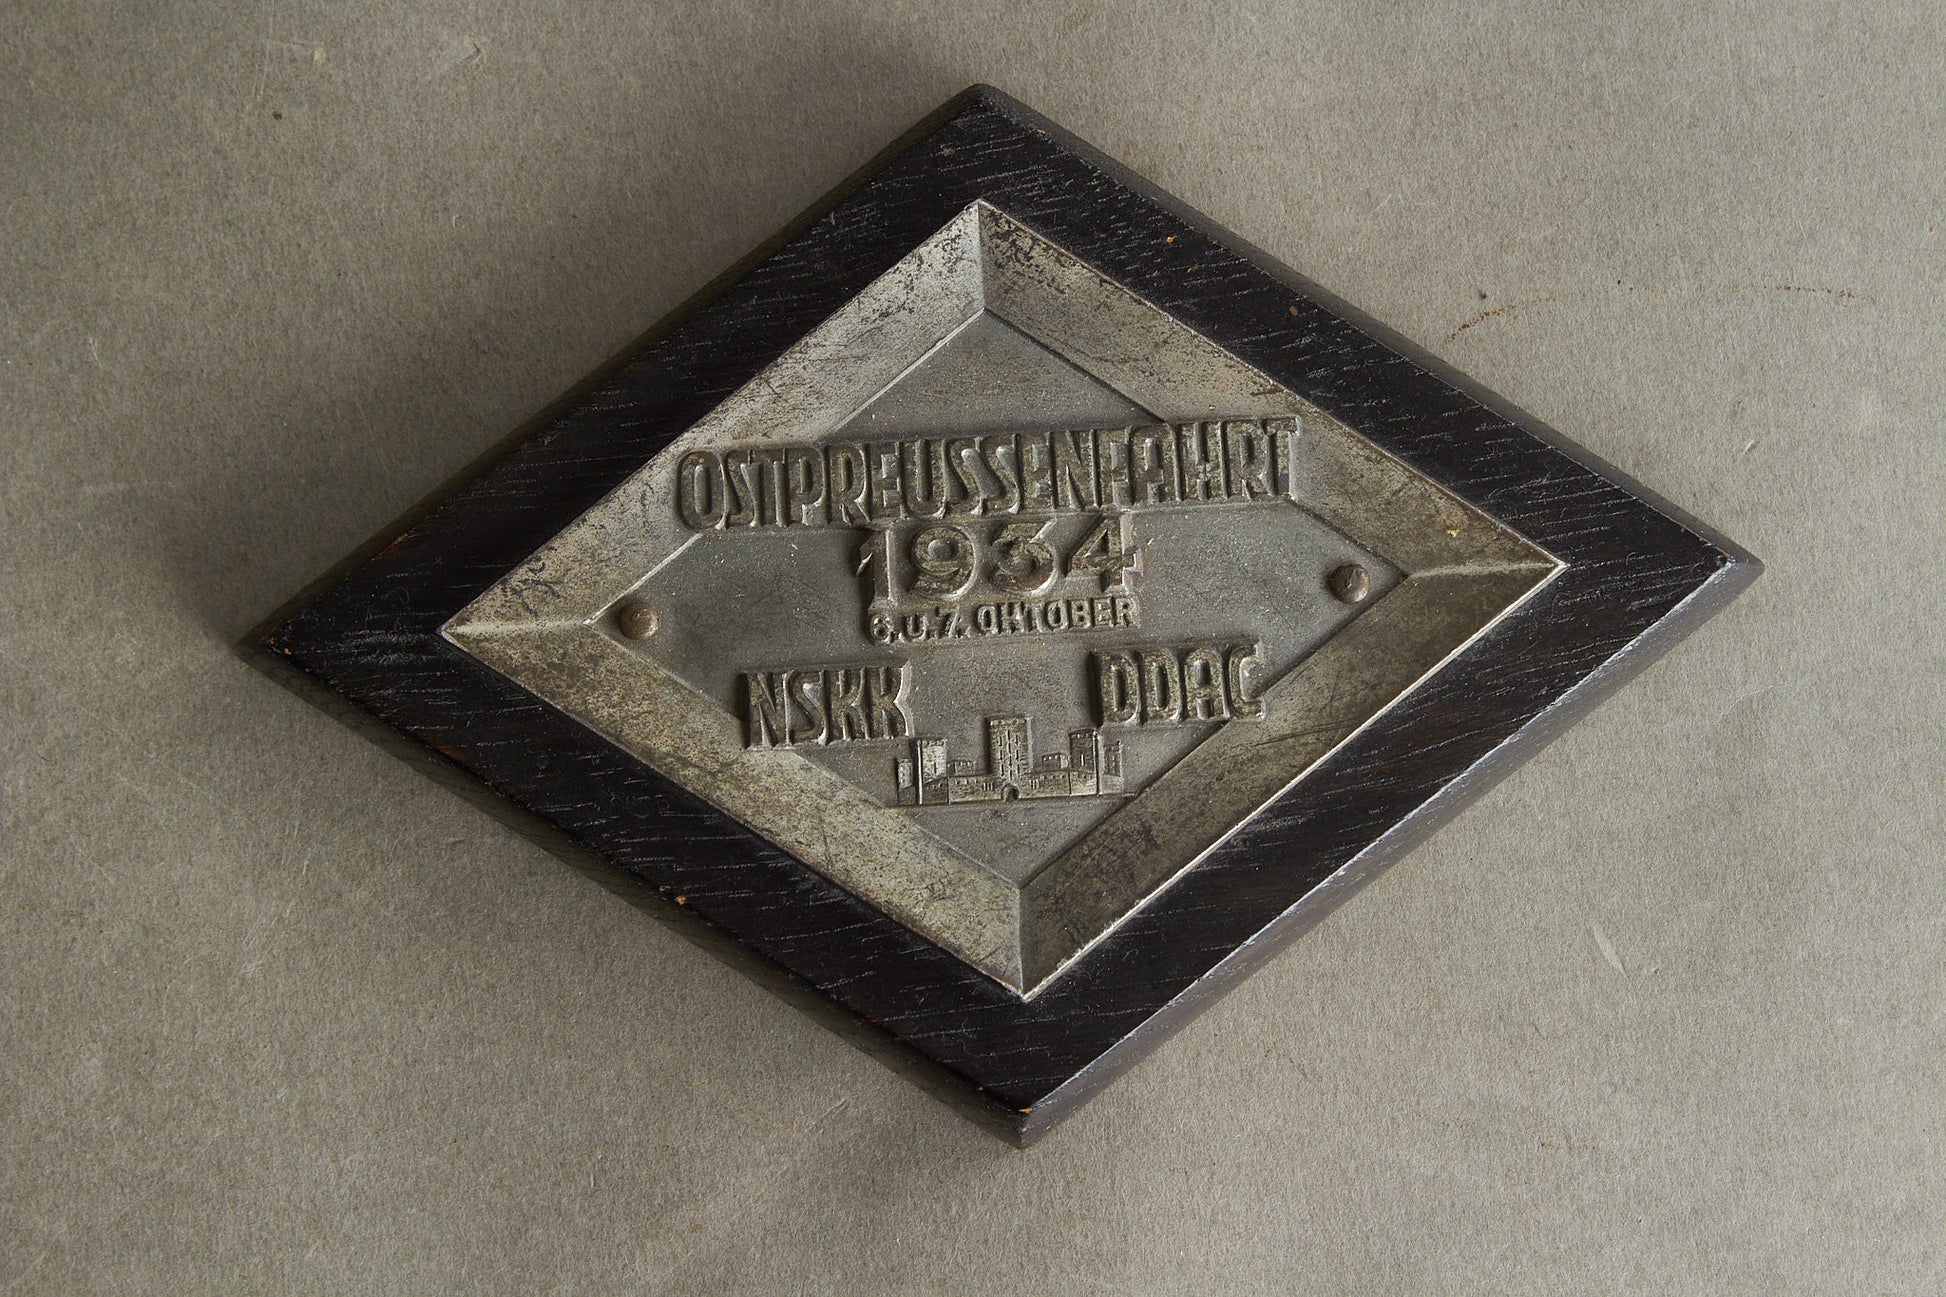 OSTPREUSSENFAHRT
1934
6. U. 7. OKTOBER
NSKK DDAC